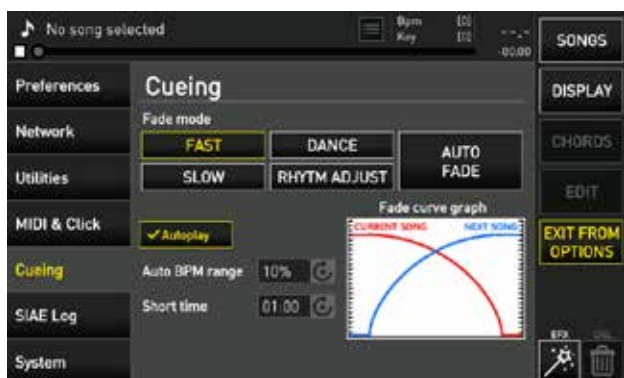 No song selected
Bpm [0]
Key [0]
--.-
-00:00
SONGS
Preferences
Network
Utilities
MIDI & Click
Cueing
SIAE Log
System
Cueing
Fade mode
FAST
DANCE
AUTO FADE
SLOW
RHYTM ADJUST
Fade curve graph
CURRENT SONG
NEXT SONG
Autoplay
Auto BPM range 10%
Short time 01:00
DISPLAY
CHORDS
EDIT
EXIT FROM
OPTIONS
EFX
DEL